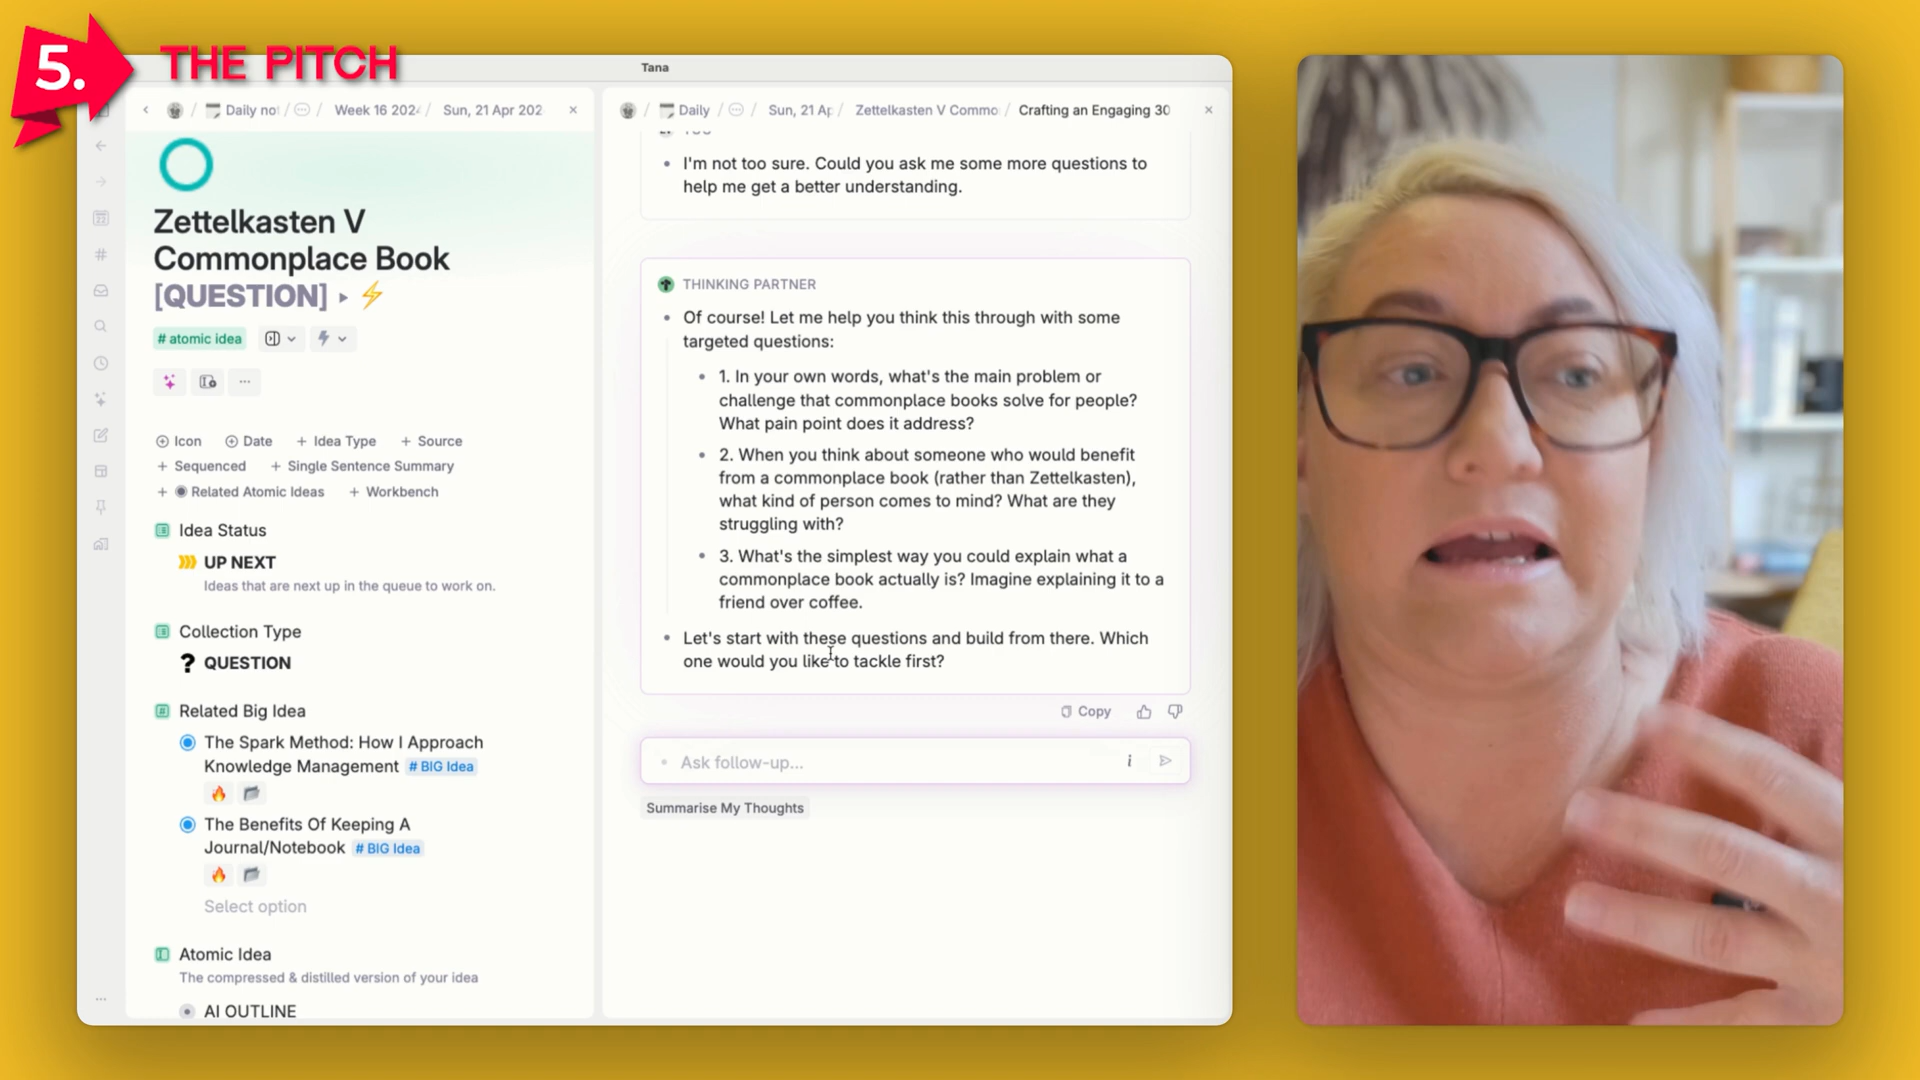 5. THE PITCH
Tana
Daily no / Week 16 202 / Sun, 21 Apr 202
Zettelkasten V
Commonplace Book
[QUESTION]
# atomic idea
Icon Date + Idea Type + Source
+ Sequenced + Single Sentence Summary
+ Related Atomic Ideas + Workbench
Idea Status
UP NEXT
Ideas that are next up in the queue to work on.
Collection Type
? QUESTION
Related Big Idea
The Spark Method: How I Approach
Knowledge Management # BIG Idea
The Benefits Of Keeping A
Journal/Notebook # BIG Idea
Select option
Atomic Idea
The compressed & distilled version of your idea
AI OUTLINE
/ Daily / / Sun, 21 Ap / Zettelkasten V Commo / Crafting an Engaging 30
I'm not too sure. Could you ask me some more questions to
help me get a better understanding.
THINKING PARTNER
Of course! Let me help you think this through with some
targeted questions:
1. In your own words, what's the main problem or
challenge that commonplace books solve for people?
What pain point does it address?
2. When you think about someone who would benefit
from a commonplace book (rather than Zettelkasten),
what kind of person comes to mind? What are they
struggling with?
3. What's the simplest way you could explain what a
commonplace book actually is? Imagine explaining it to a
friend over coffee.
Let's start with these questions and build from there. Which
one would you like to tackle first?
Copy
Ask follow-up...
i
Summarise My Thoughts